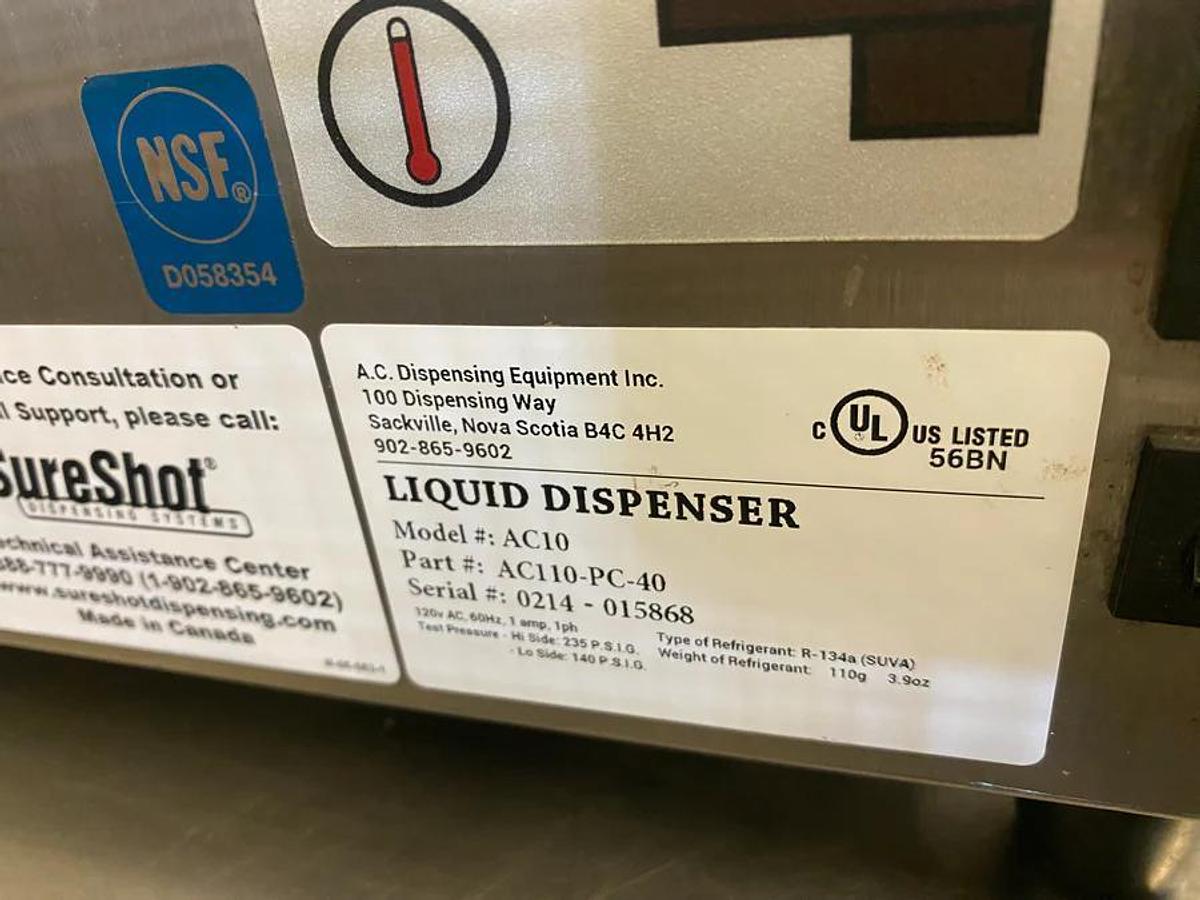 NSF®
D058354
ce Consultation or
l Support, please call:
SureShot®
DISPENSING SYSTEMS
echnical Assistance Center
888-777-9990 (1-902-865-9602)
www.sureshotdispensing.com
Made in Canada
A.C. Dispensing Equipment Inc.
100 Dispensing Way
Sackville, Nova Scotia B4C 4H2
902-865-9602
C UL US LISTED
56BN
LIQUID DISPENSER
Model #: AC10
Part #: AC110-PC-40
Serial #: 0214 - 015868
120v AC, 60Hz, 1 amp, 1ph
Test Pressure - Hi Side: 235 P.S.I.G.
- Lo Side: 140 P.S.I.G.
Type of Refrigerant: R-134a (SUVA)
Weight of Refrigerant: 110g 3.9oz